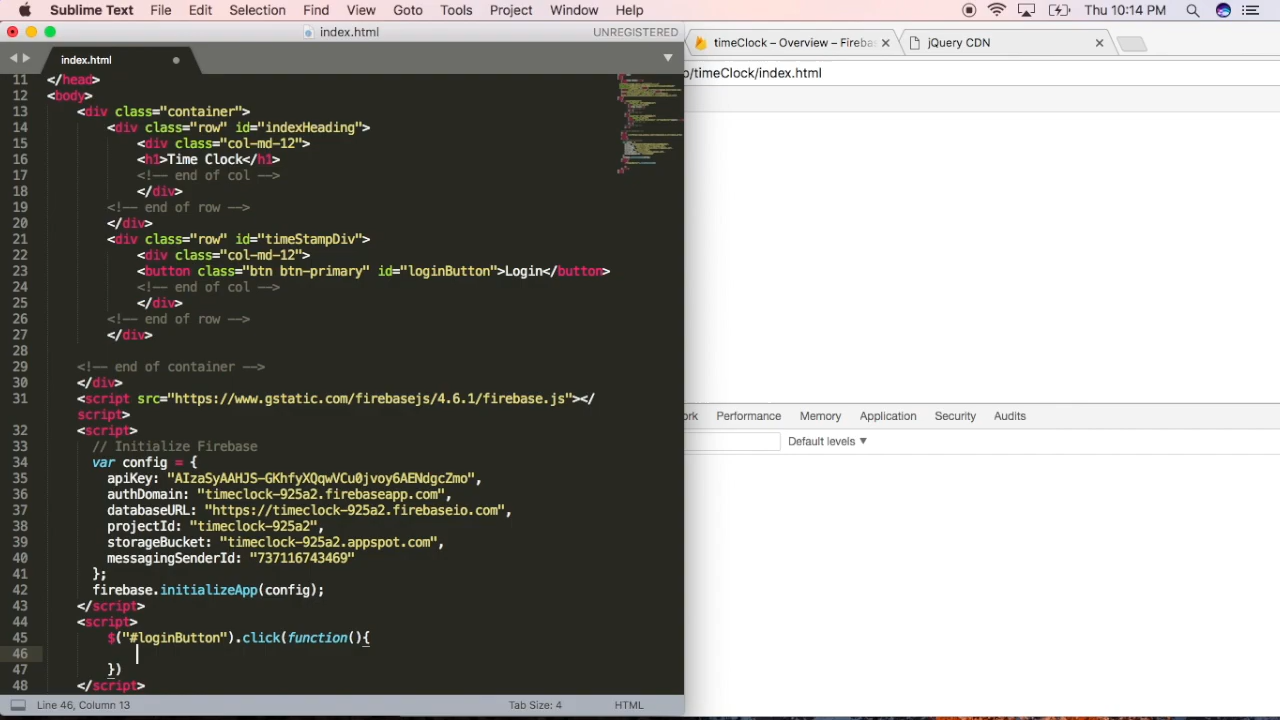 Sublime Text File Edit Selection Find View Goto Tools Project Window Help Thu 10:14 PM
index.html UNREGISTERED
timeClock – Overview – Fireba jQuery CDN
index.html
o/timeClock/index.html
11 </head>
12 <body>
13 <div class="container">
14 <div class="row" id="indexHeading">
15 <div class="col-md-12">
16 <h1>Time Clock</h1>
17 <!-- end of col -->
18 </div>
19 <!-- end of row -->
20 </div>
21 <div class="row" id="timeStampDiv">
22 <div class="col-md-12">
23 <button class="btn btn-primary" id="loginButton">Login</button>
24 <!-- end of col -->
25 </div>
26 <!-- end of row -->
27 </div>
28
29 <!-- end of container -->
30 </div>
31 <script src="https://www.gstatic.com/firebasejs/4.6.1/firebase.js"></
script>
32 <script>
33 // Initialize Firebase
34 var config = {
35 apiKey: "AIzaSyAAHJS-GKhfyXQqwVCu0jvoy6AENdgcZmo",
36 authDomain: "timeclock-925a2.firebaseapp.com",
37 databaseURL: "https://timeclock-925a2.firebaseio.com",
38 projectId: "timeclock-925a2",
39 storageBucket: "timeclock-925a2.appspot.com",
40 messagingSenderId: "737116743469"
41 };
42 firebase.initializeApp(config);
43 </script>
44 <script>
45 $("#loginButton").click(function(){
46
47 })
48 </script>
rk Performance Memory Application Security Audits
Default levels ▼
Line 46, Column 13 Tab Size: 4 HTML